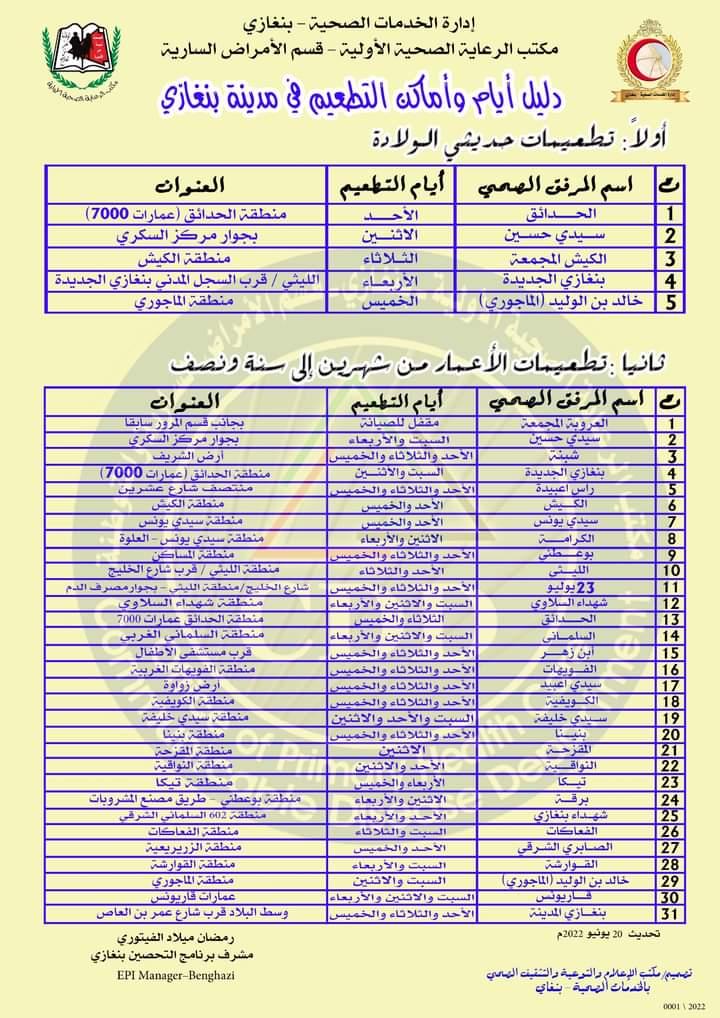 إدارة الخدمات الصحية – بنغازي
مكتب الرعاية الصحية الأولية – قسم الأمراض السارية
مكتب الرعاية الصحية الأولية
إدارة الخدمات الصحية - بنغازي
دليل أيام وأماكن التطعيم في مدينة بنغازي
أولاً: تطعيمات حديثي الولادة
ت اسم المرفق الصحي أيام التطعيم العنوان
1 الحدائق الأحد منطقة الحدائق (عمارات 7000)
2 سيدي حسين الاثنين بجوار مركز السكري
3 الكيش المجمعة الثلاثاء منطقة الكيش
4 بنغازي الجديدة الأربعاء الليثي / قرب السجل المدني بنغازي الجديدة
5 خالد بن الوليد (الماجوري) الخميس منطقة الماجوري
ثانيا: تطعيمات الأعمار من شهرين إلى سنة ونصف
ت اسم المرفق الصحي أيام التطعيم العنوان
1 العروبة المجمعة مقفل للصيانة بجانب قسم المرور سابقا
2 سيدي حسين السبت والأربعاء بجوار مركز السكري
3 شبنة الأحد والثلاثاء والخميس أرض الشريف
4 بنغازي الجديدة السبت والاثنين منطقة الحدائق (عمارات 7000)
5 راس اعبيدة الأحد والثلاثاء والخميس منتصف شارع عشرين
6 الكيش الأحد والخميس منطقة الكيش
7 سيدي يونس الأحد والخميس منطقة سيدي يونس
8 الكرامة الاثنين والأربعاء منطقة سيدي يونس - العلوة
9 بوعطني الأحد والثلاثاء والخميس منطقة المساكن
10 الليثي الأحد والثلاثاء منطقة الليثي / قرب شارع الخليج
11 23 يوليو الأحد والثلاثاء والخميس شارع الخليج/منطقة الليثي - بجوار مصرف الدم
12 شهداء السلاوي السبت والاثنين والأربعاء منطقة شهداء السلاوي
13 الحدائق الثلاثاء والخميس منطقة الحدائق عمارات 7000
14 السلماني السبت والاثنين والأربعاء منطقة السلماني الغربي
15 ابن زهر الأحد والثلاثاء والخميس قرب مستشفى الأطفال
16 الفويهات الأحد والثلاثاء والخميس منطقة الفويهات الغربية
17 سيدي اعبيد الأحد والثلاثاء والخميس أرض زواوة
18 الكويفية الأحد والثلاثاء والخميس منطقة الكويفية
19 سيدي خليفة السبت والأحد والاثنين منطقة سيدي خليفة
20 بنينا الأحد والثلاثاء والخميس منطقة بنينا
21 المقزحة الاثنين منطقة المقزحة
22 النواقية الأحد والاثنين منطقة النواقية
23 تيكا الأربعاء والخميس منطقة تيكا
24 برقة الاثنين والأربعاء منطقة بوعطني - طريق مصنع المشروبات
25 شهداء بنغازي الأحد والأربعاء منطقة 602 السلماني الشرقي
26 الفعاكات السبت والثلاثاء منطقة الفعاكات
27 الصابري الشرقي الأحد والخميس منطقة الزريريعية
28 القوارشة السبت والأربعاء منطقة القوارشة
29 خالد بن الوليد (الماجوري) السبت والاثنين منطقة الماجوري
30 قاريونس السبت والاثنين والأربعاء عمارات قاريونس
31 بنغازي المدينة الأحد والثلاثاء والخميس وسط البلاد قرب شارع عمر بن العاص
تحديث 20 يونيو 2022م
رمضان ميلاد الفيتوري
مشرف برنامج التحصين بنغازي
EPI Manager–Benghazi
تصميم/مكتب الإعلام والتوعية والتثقيف الصحي
بالخدمات الصحية - بنغازي
0001 \ 2022